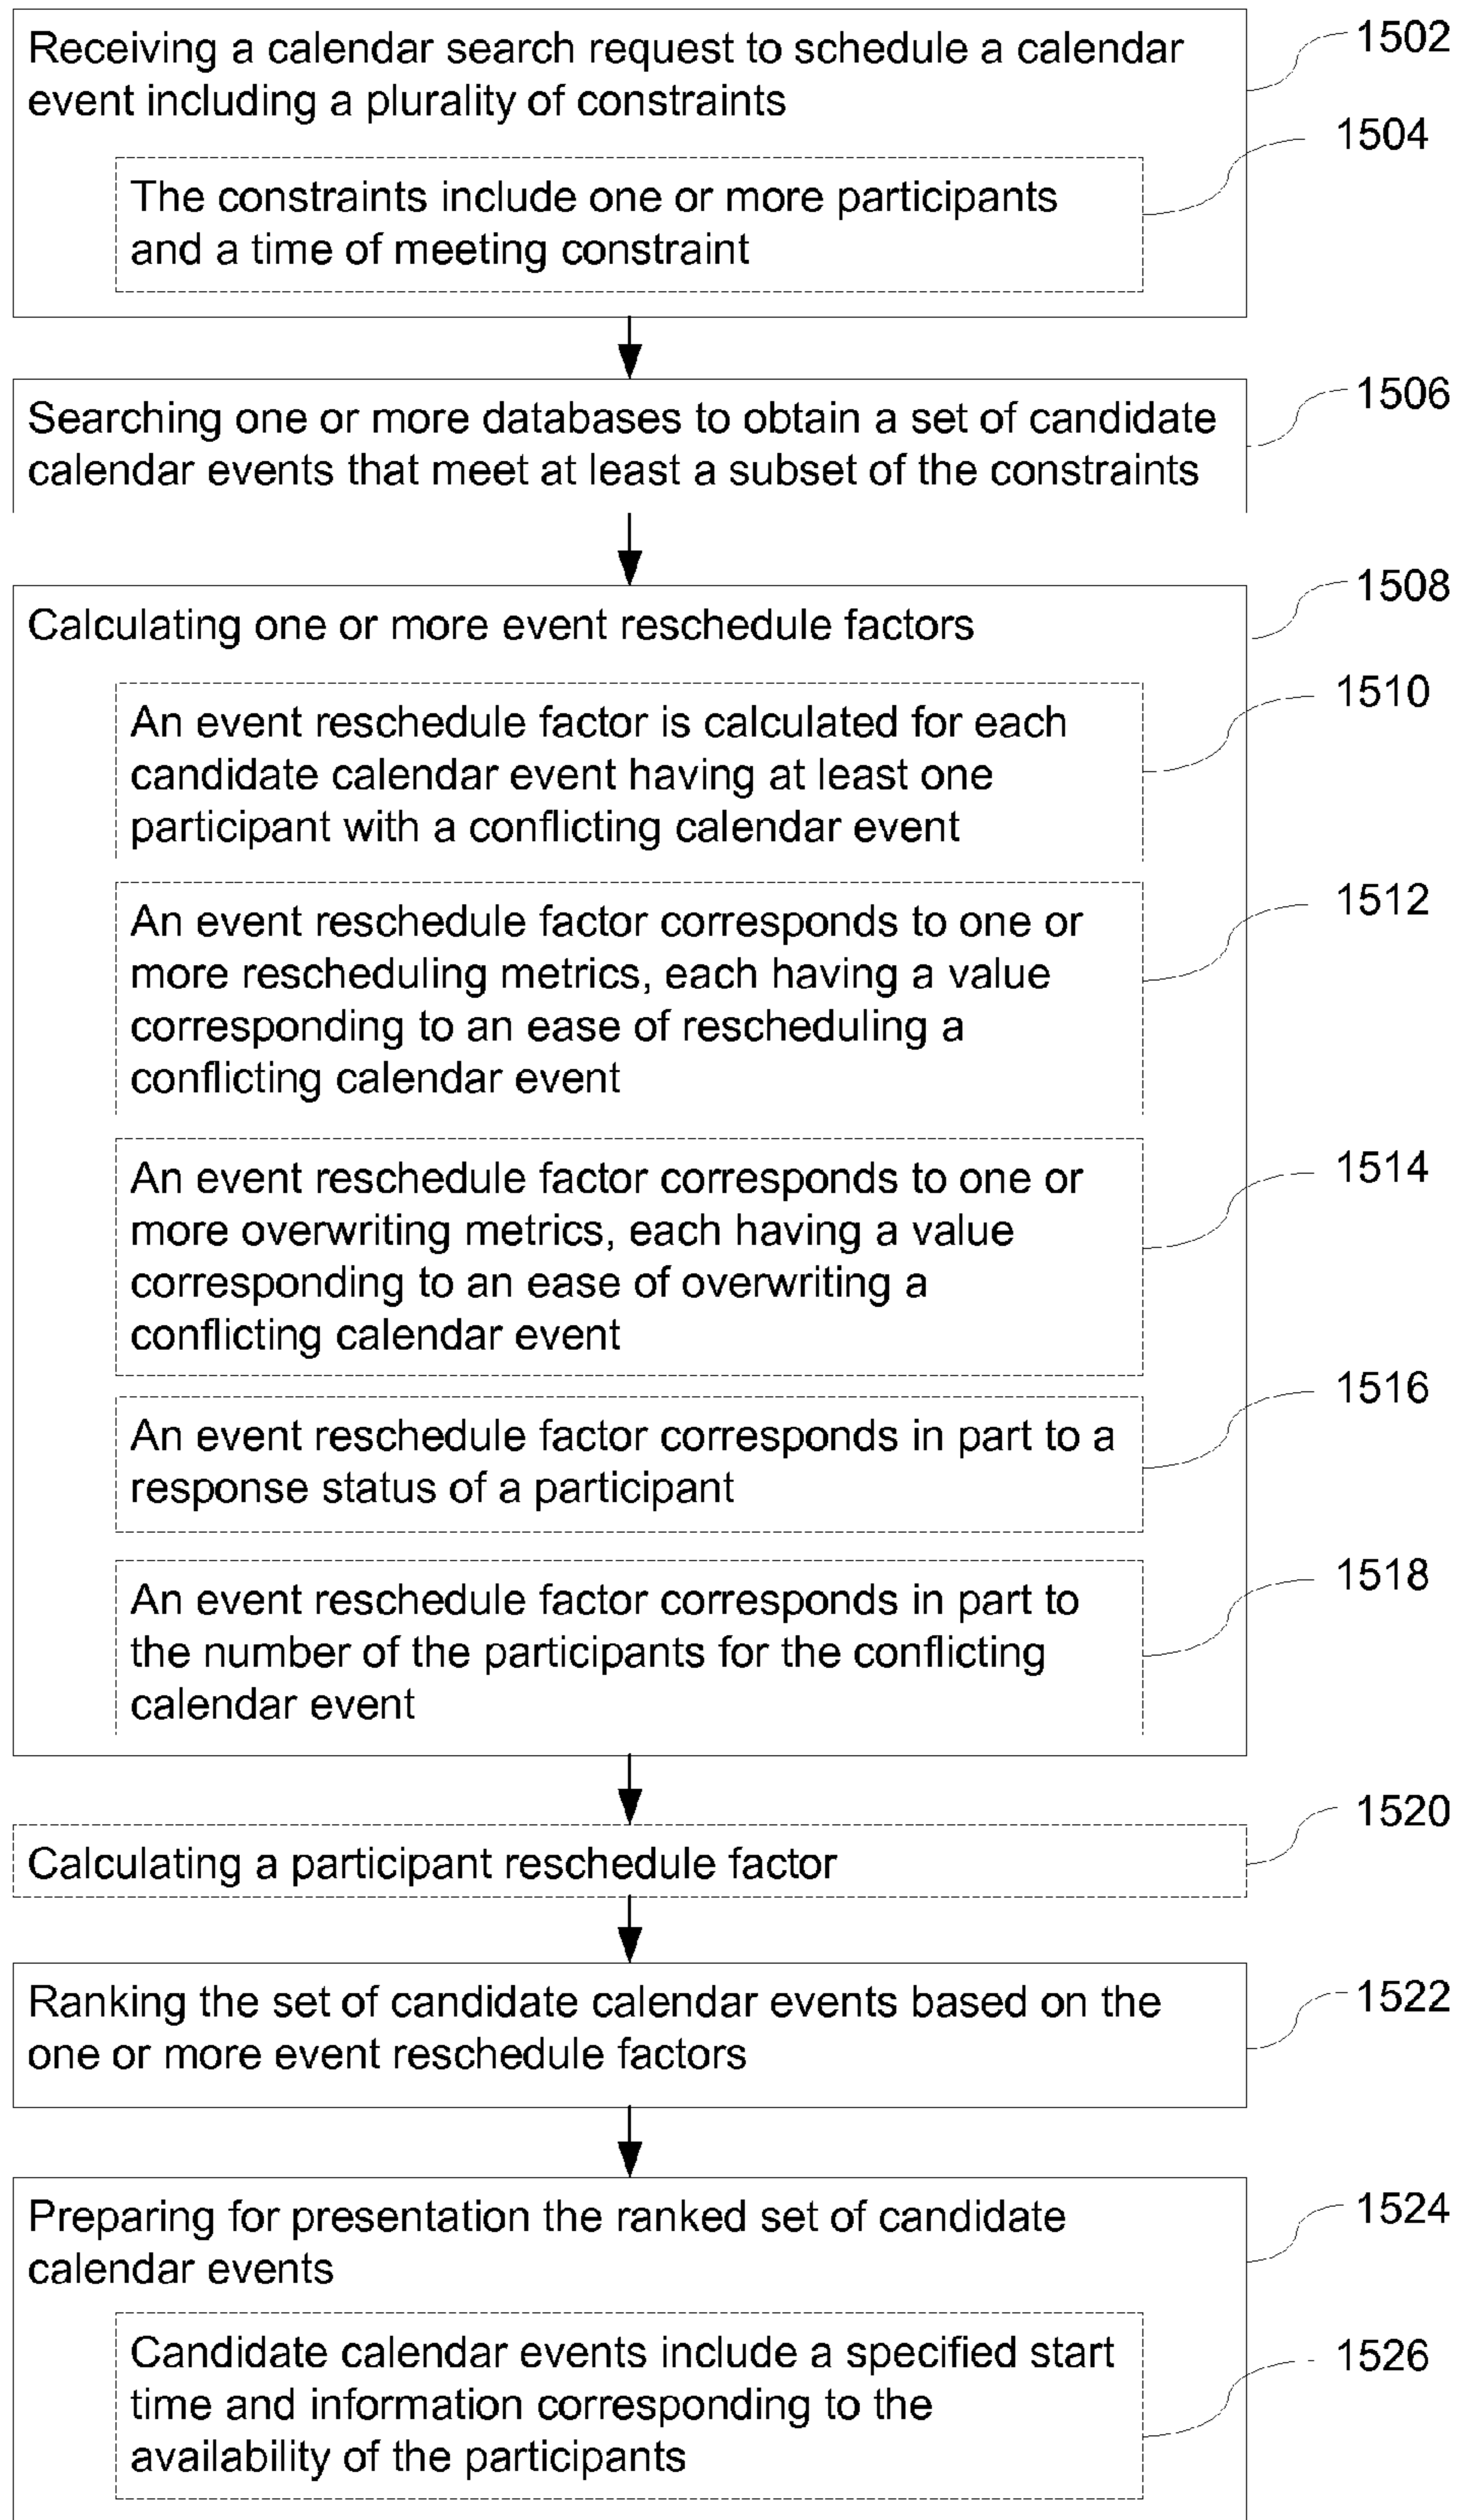 Receiving a calendar search request to schedule a calendar
event including a plurality of constraints
1502
The constraints include one or more participants
and a time of meeting constraint
1504
Searching one or more databases to obtain a set of candidate
calendar events that meet at least a subset of the constraints
1506
Calculating one or more event reschedule factors
1508
An event reschedule factor is calculated for each
candidate calendar event having at least one
participant with a conflicting calendar event
1510
An event reschedule factor corresponds to one or
more rescheduling metrics, each having a value
corresponding to an ease of rescheduling a
conflicting calendar event
1512
An event reschedule factor corresponds to one or
more overwriting metrics, each having a value
corresponding to an ease of overwriting a
conflicting calendar event
1514
An event reschedule factor corresponds in part to a
response status of a participant
1516
An event reschedule factor corresponds in part to
the number of the participants for the conflicting
calendar event
1518
Calculating a participant reschedule factor
1520
Ranking the set of candidate calendar events based on the
one or more event reschedule factors
1522
Preparing for presentation the ranked set of candidate
calendar events
1524
Candidate calendar events include a specified start
time and information corresponding to the
availability of the participants
1526